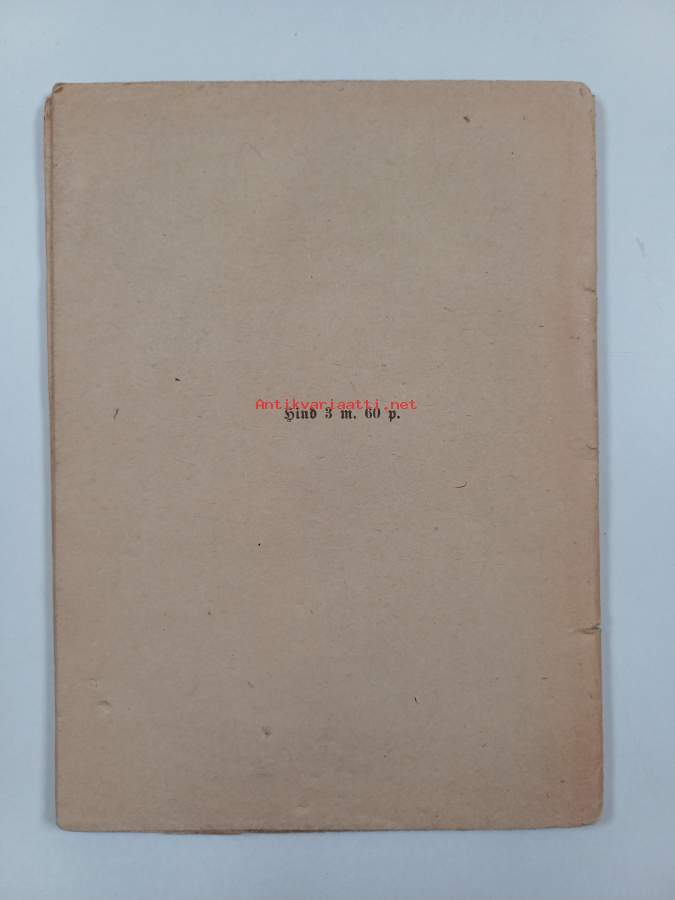 Antikvariaatti.net
Hind 3 m. 60 p.